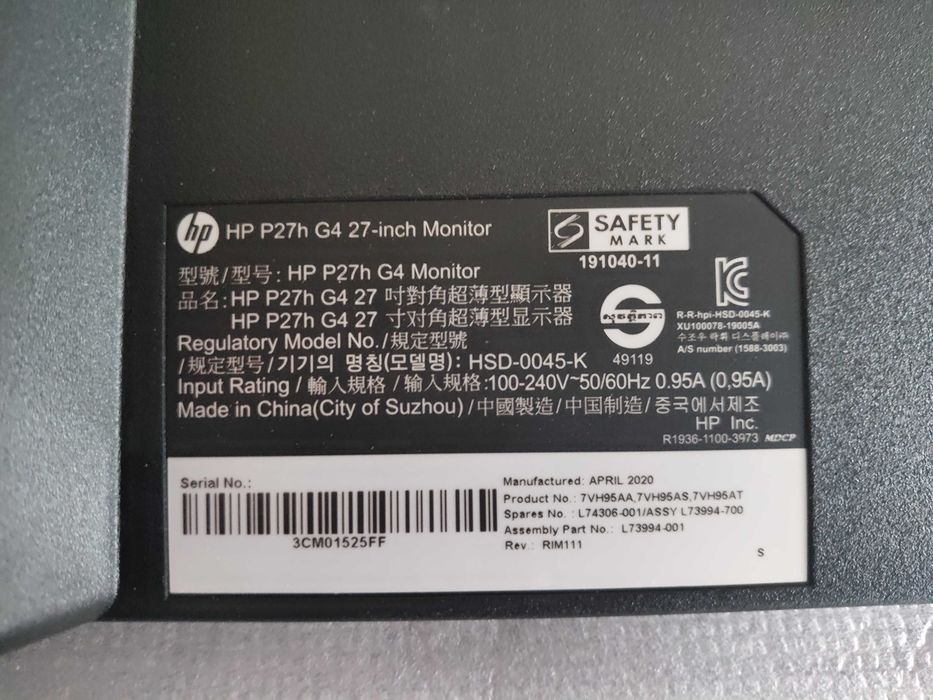 hp HP P27h G4 27-inch Monitor
SAFETY
MARK
191040-11
型號/型号: HP P27h G4 Monitor
品名: HP P27h G4 27 吋對角超薄型顯示器
HP P27h G4 27 寸对角超薄型显示器
Regulatory Model No./規定型號
/规定型号/기기의 명칭(모델명): HSD-0045-K
49119
R-R-hpi-HSD-0045-K
XU100078-19005A
A/S number (1588-3003)
Input Rating / 輸入規格 / 输入规格:100-240V~50/60Hz 0.95A (0,95A)
Made in China(City of Suzhou) /中國製造/中国制造/중국에서제조
HP Inc.
R1936-1100-3973 MDCP
Serial No.:
3CM01525FF
Manufactured: APRIL 2020
Product No.: 7VH95AA,7VH95AS,7VH95AT
Spares No.: L74306-001/ASSY L73994-700
Assembly Part No.: L73994-001
Rev.: RIM111
S